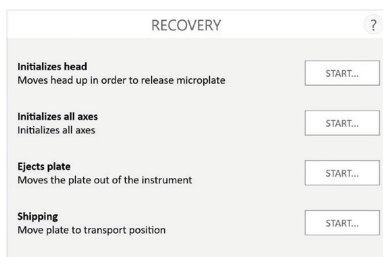 RECOVERY
?
Initializes head
Moves head up in order to release microplate
START...
Initializes all axes
Initializes all axes
START...
Ejects plate
Moves the plate out of the instrument
START...
Shipping
Move plate to transport position
START...